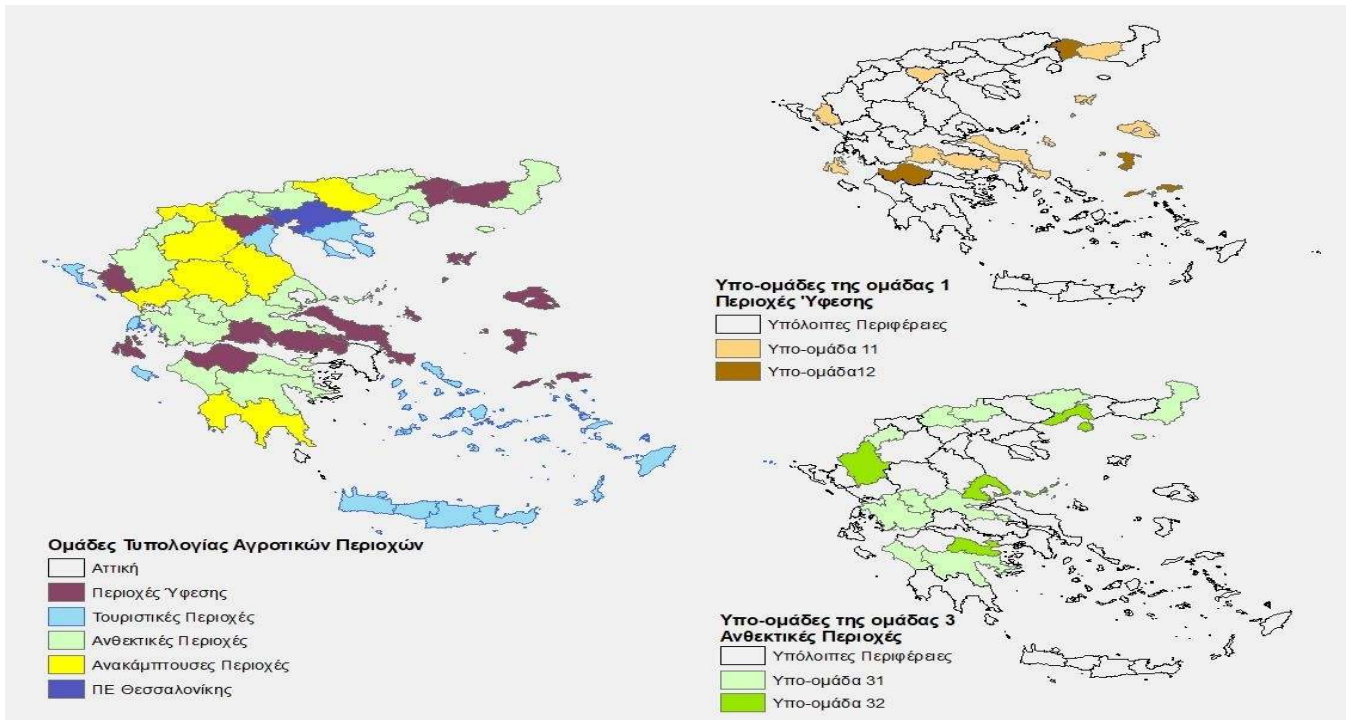 Ομάδες Τυπολογίας Αγροτικών Περιοχών
Αττική
Περιοχές Ύφεσης
Τουριστικές Περιοχές
Ανθεκτικές Περιοχές
Ανακάμπτουσες Περιοχές
ΠΕ Θεσσαλονίκης
Υπο-ομάδες της ομάδας 1
Περιοχές Ύφεσης
Υπόλοιπες Περιφέρειες
Υπο-ομάδα 11
Υπο-ομάδα12
Υπο-ομάδες της ομάδας 3
Ανθεκτικές Περιοχές
Υπόλοιπες Περιφέρειες
Υπο-ομάδα 31
Υπο-ομάδα 32